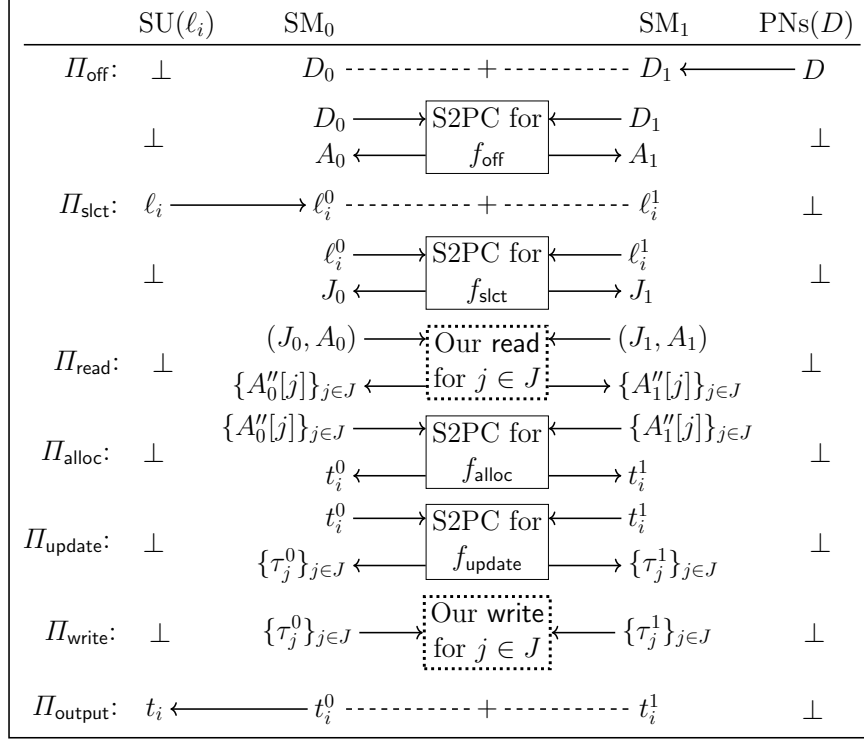 SU(ℓ_i) SM_0 SM_1 PNs(D)
Π_off: ⊥ D_0 + D_1 D
D_0 S2PC for D_1
⊥ ⊥
A_0 f_off A_1
Π_slct: ℓ_i ℓ_i^0 + ℓ_i^1 ⊥
ℓ_i^0 S2PC for ℓ_i^1
⊥ ⊥
J_0 f_slct J_1
(J_0, A_0) Our read (J_1, A_1)
Π_read: ⊥ ⊥
{A''_0[j]}_{j∈J} for j ∈ J {A''_1[j]}_{j∈J}
{A''_0[j]}_{j∈J} S2PC for {A''_1[j]}_{j∈J}
Π_alloc: ⊥ ⊥
t_i^0 f_alloc t_i^1
t_i^0 S2PC for t_i^1
Π_update: ⊥ ⊥
{τ_j^0}_{j∈J} f_update {τ_j^1}_{j∈J}
Our write
Π_write: ⊥ {τ_j^0}_{j∈J} {τ_j^1}_{j∈J} ⊥
for j ∈ J
Π_output: t_i t_i^0 + t_i^1 ⊥